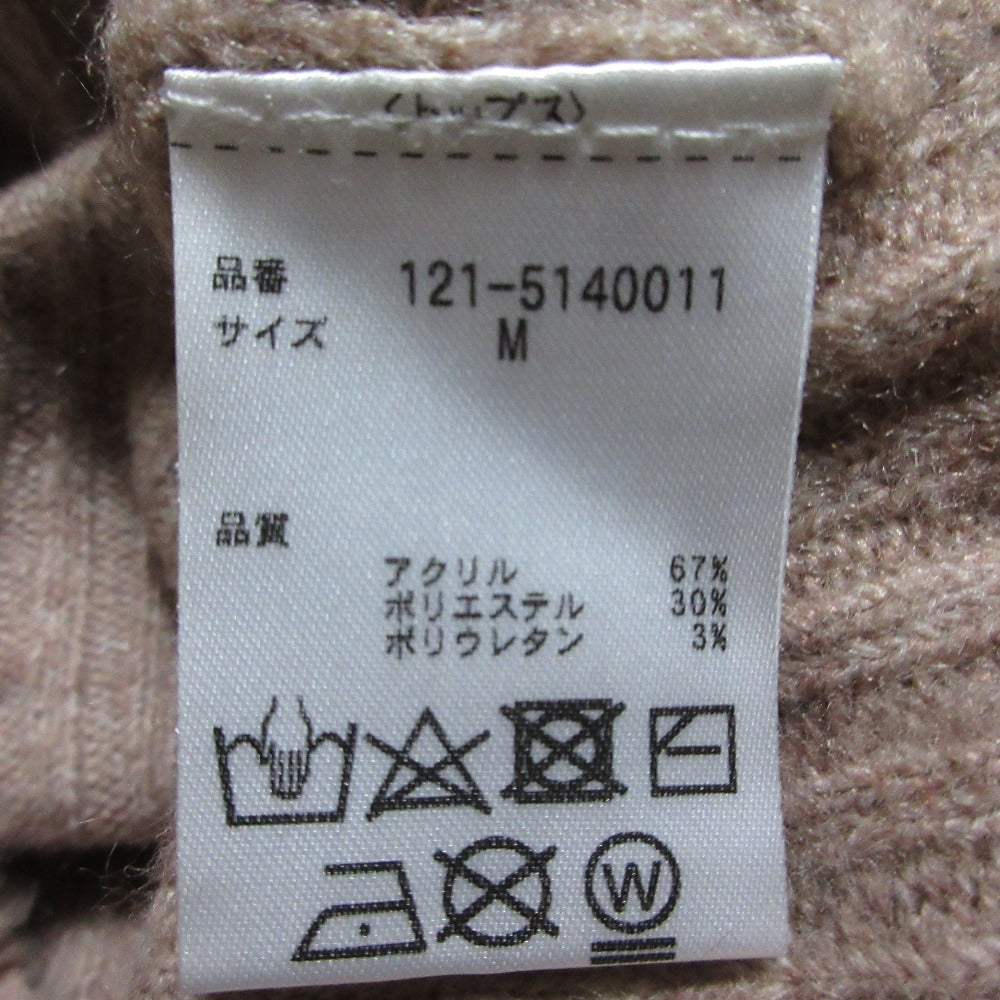 〈トップス〉
品番 121-5140011
サイズ M
品質
アクリル 67%
ポリエステル 30%
ポリウレタン 3%
W